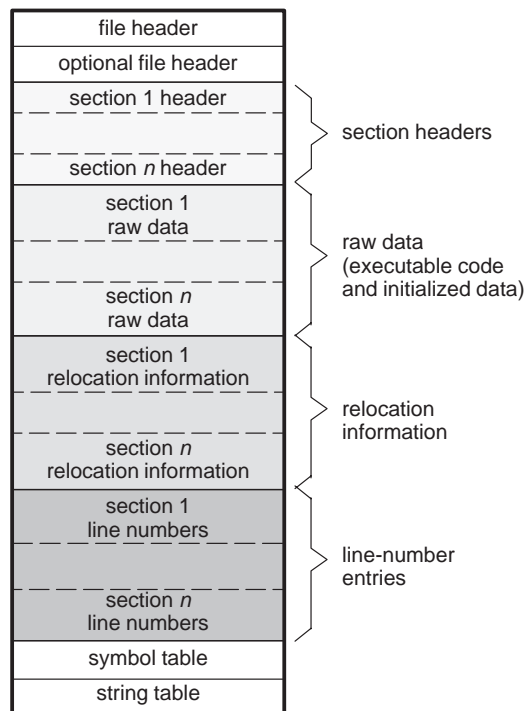 file header
optional file header
section 1 header
section n header
section headers
section 1
raw data
section n
raw data
raw data
(executable code
and initialized data)
section 1
relocation information
section n
relocation information
relocation
information
section 1
line numbers
section n
line numbers
line-number
entries
symbol table
string table